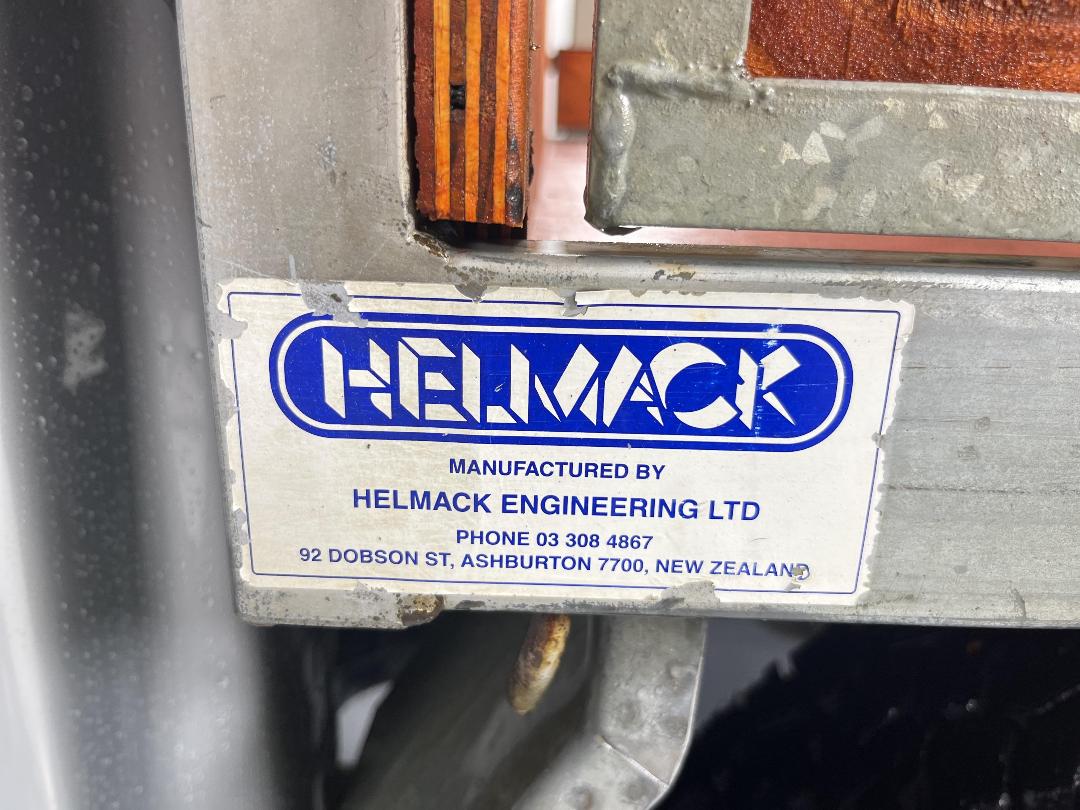 HELMACK
MANUFACTURED BY
HELMACK ENGINEERING LTD
PHONE 03 308 4867
92 DOBSON ST, ASHBURTON 7700, NEW ZEALAND